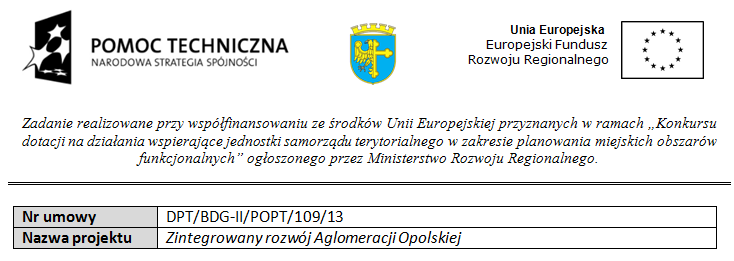 POMOC TECHNICZNA
NARODOWA STRATEGIA SPÓJNOŚCI
Unia Europejska
Europejski Fundusz
Rozwoju Regionalnego
Zadanie realizowane przy współfinansowaniu ze środków Unii Europejskiej przyznanych w ramach „Konkursu
dotacji na działania wspierające jednostki samorządu terytorialnego w zakresie planowania miejskich obszarów
funkcjonalnych” ogłoszonego przez Ministerstwo Rozwoju Regionalnego.
Nr umowy DPT/BDG-II/POPT/109/13
Nazwa projektu Zintegrowany rozwój Aglomeracji Opolskiej